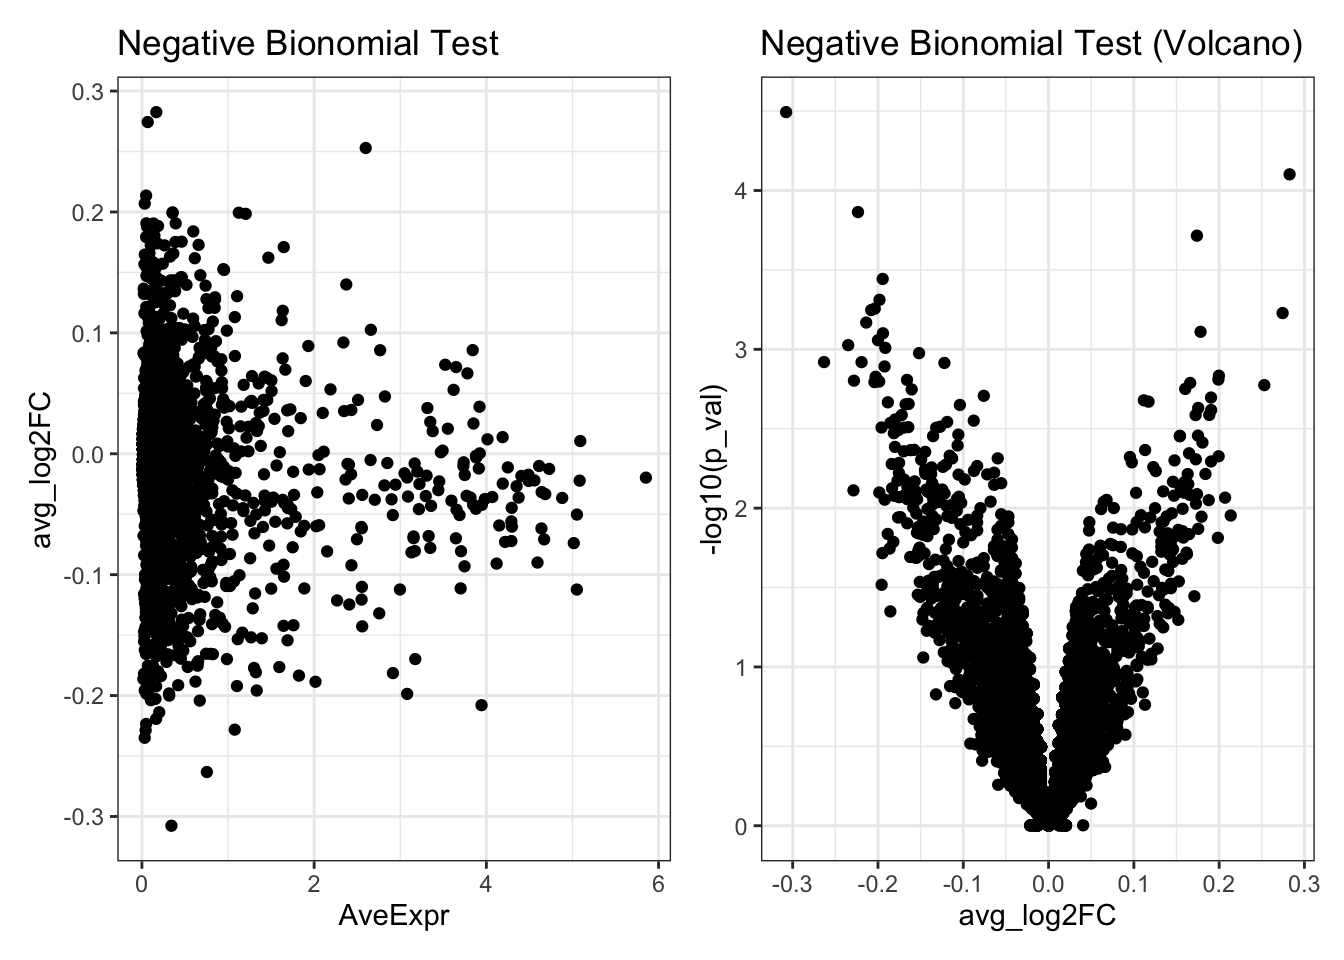 Negative Bionomial Test
avg_log2FC
0.3
0.2
0.1
0.0
-0.1
-0.2
-0.3
0 2 4 6
AveExpr
Negative Bionomial Test (Volcano)
-log10(p_val)
4
3
2
1
0
-0.3 -0.2 -0.1 0.0 0.1 0.2 0.3
avg_log2FC